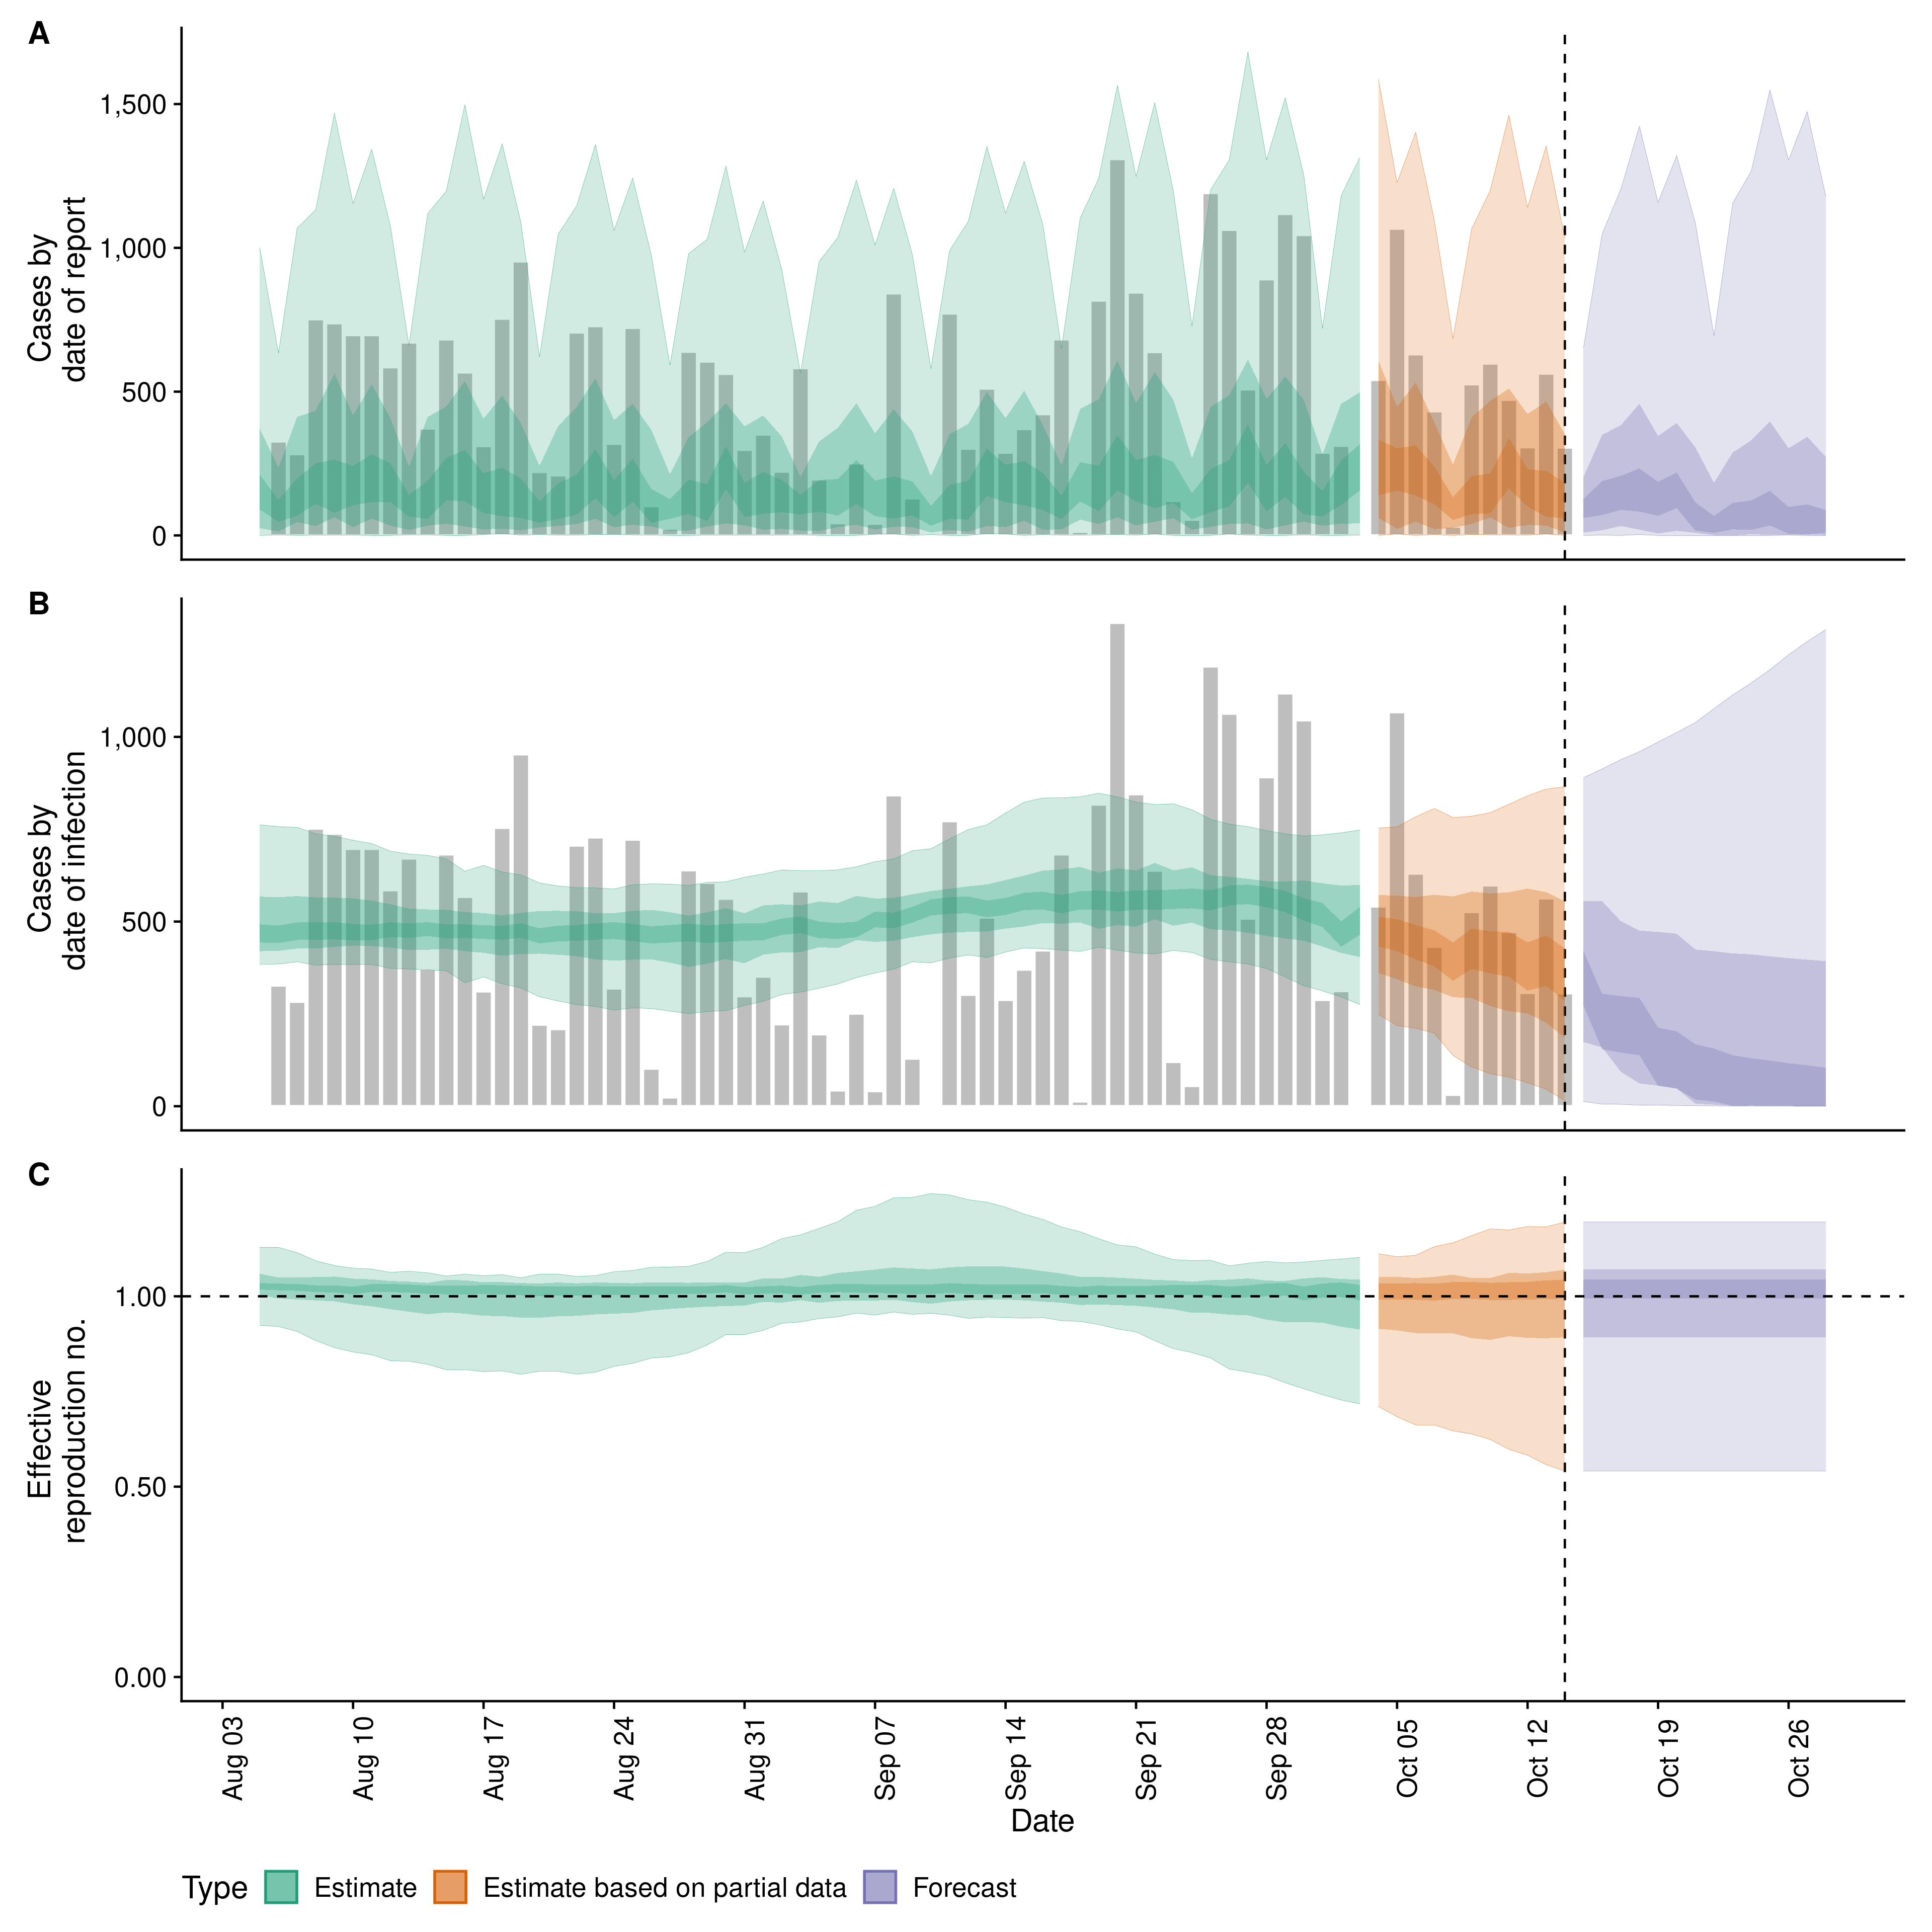 A
Cases by
date of report
1,500
1,000
500
0
B
Cases by
date of infection
1,000
500
0
C
Effective
reproduction no.
1.00
0.50
0.00
Aug 03
Aug 10
Aug 17
Aug 24
Aug 31
Sep 07
Sep 14
Sep 21
Sep 28
Oct 05
Oct 12
Oct 19
Oct 26
Date
Type Estimate Estimate based on partial data Forecast